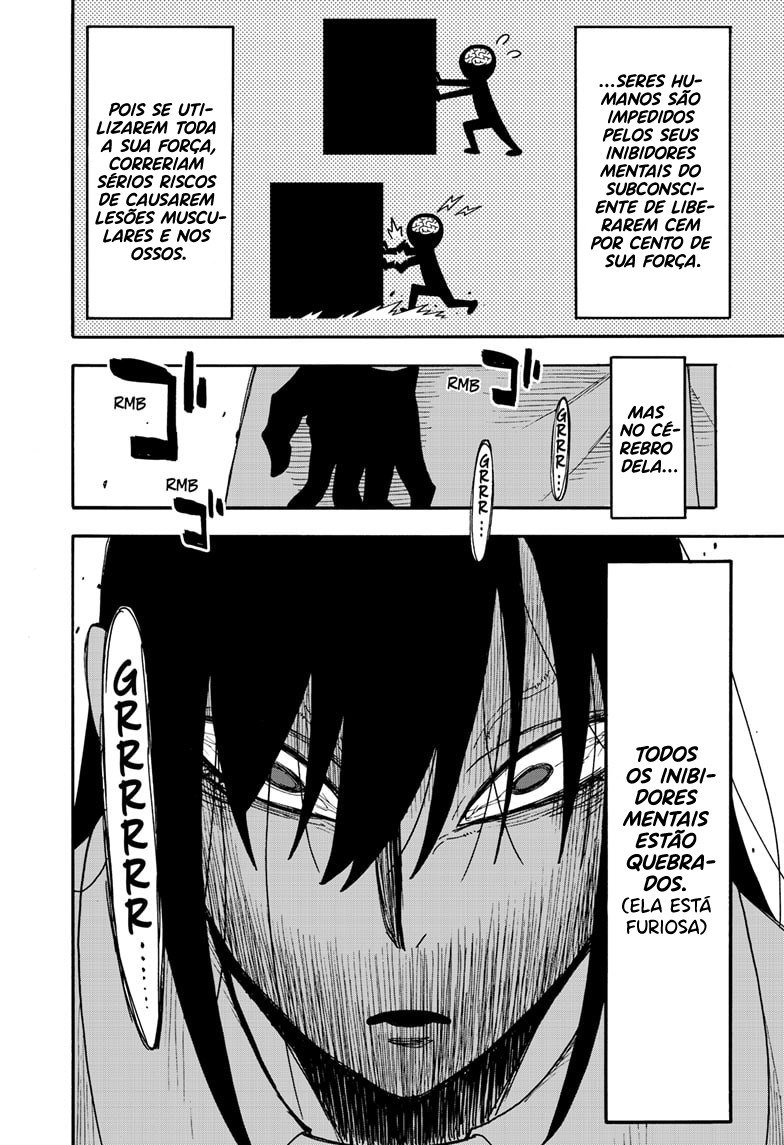 ...SERES HU-
MANOS SÃO
IMPEDIDOS
PELOS SEUS
INIBIDORES
MENTAIS DO
SUBCONSCI-
ENTE DE LIBE-
RAREM CEM
POR CENTO DE
SUA FORÇA.
POIS SE UTI-
LIZAREM TODA
A SUA FORÇA,
CORRERIAM
SÉRIOS RISCOS
DE CAUSAREM
LESÕES MUSCU-
LARES E NOS
OSSOS.
MAS
NO CÉ-
REBRO
DELA...
GRRR...
RMB
ゴ
GRRR...
RMB
ゴ
RMB
ゴ
TODOS
OS INIBI-
DORES
MENTAIS
ESTÃO
QUEBRA-
DOS.
(ELA ESTÁ
FURIOSA)
GRRRRRR......